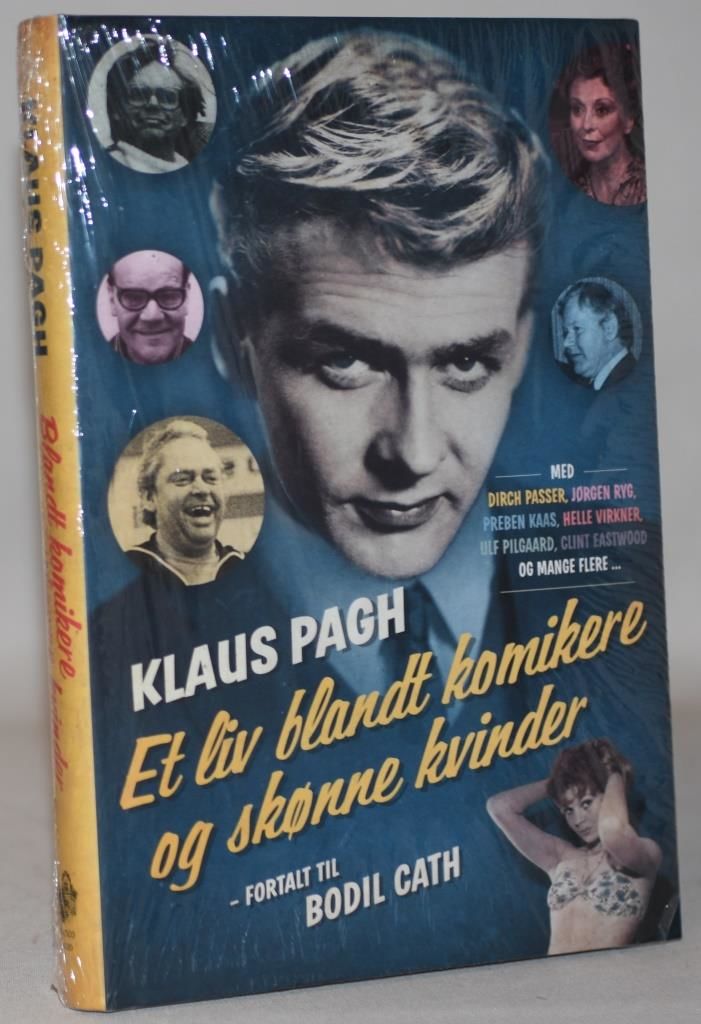 KLAUS PAGH
Blandt komikere
MED
DIRCH PASSER, JØRGEN RYG,
PREBEN KAAS, HELLE VIRKNER,
ULF PILGAARD, CLINT EASTWOOD
OG MANGE FLERE ...
KLAUS PAGH
Et liv blandt komikere
og skønne kvinder
– FORTALT TIL
BODIL CATH